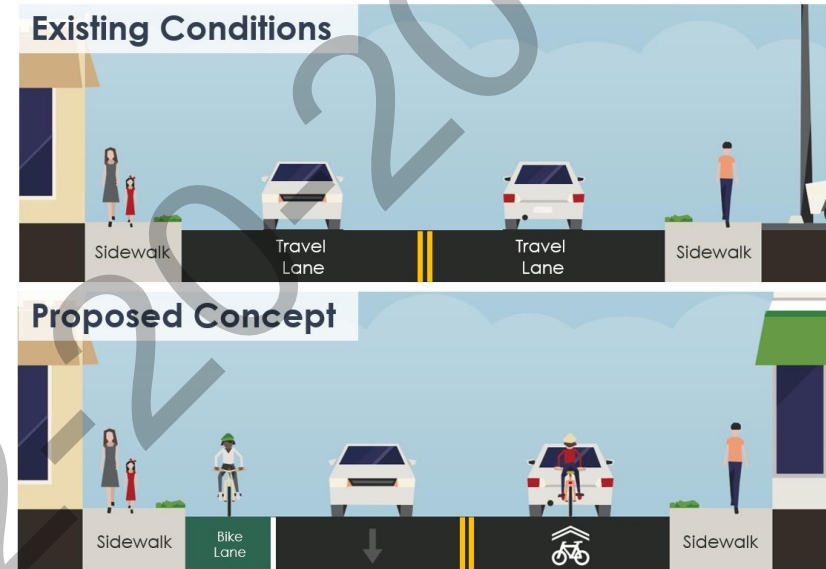 Existing Conditions
Sidewalk
Travel
Lane
Travel
Lane
Sidewalk
Proposed Concept
Sidewalk
Bike
Lane
Sidewalk